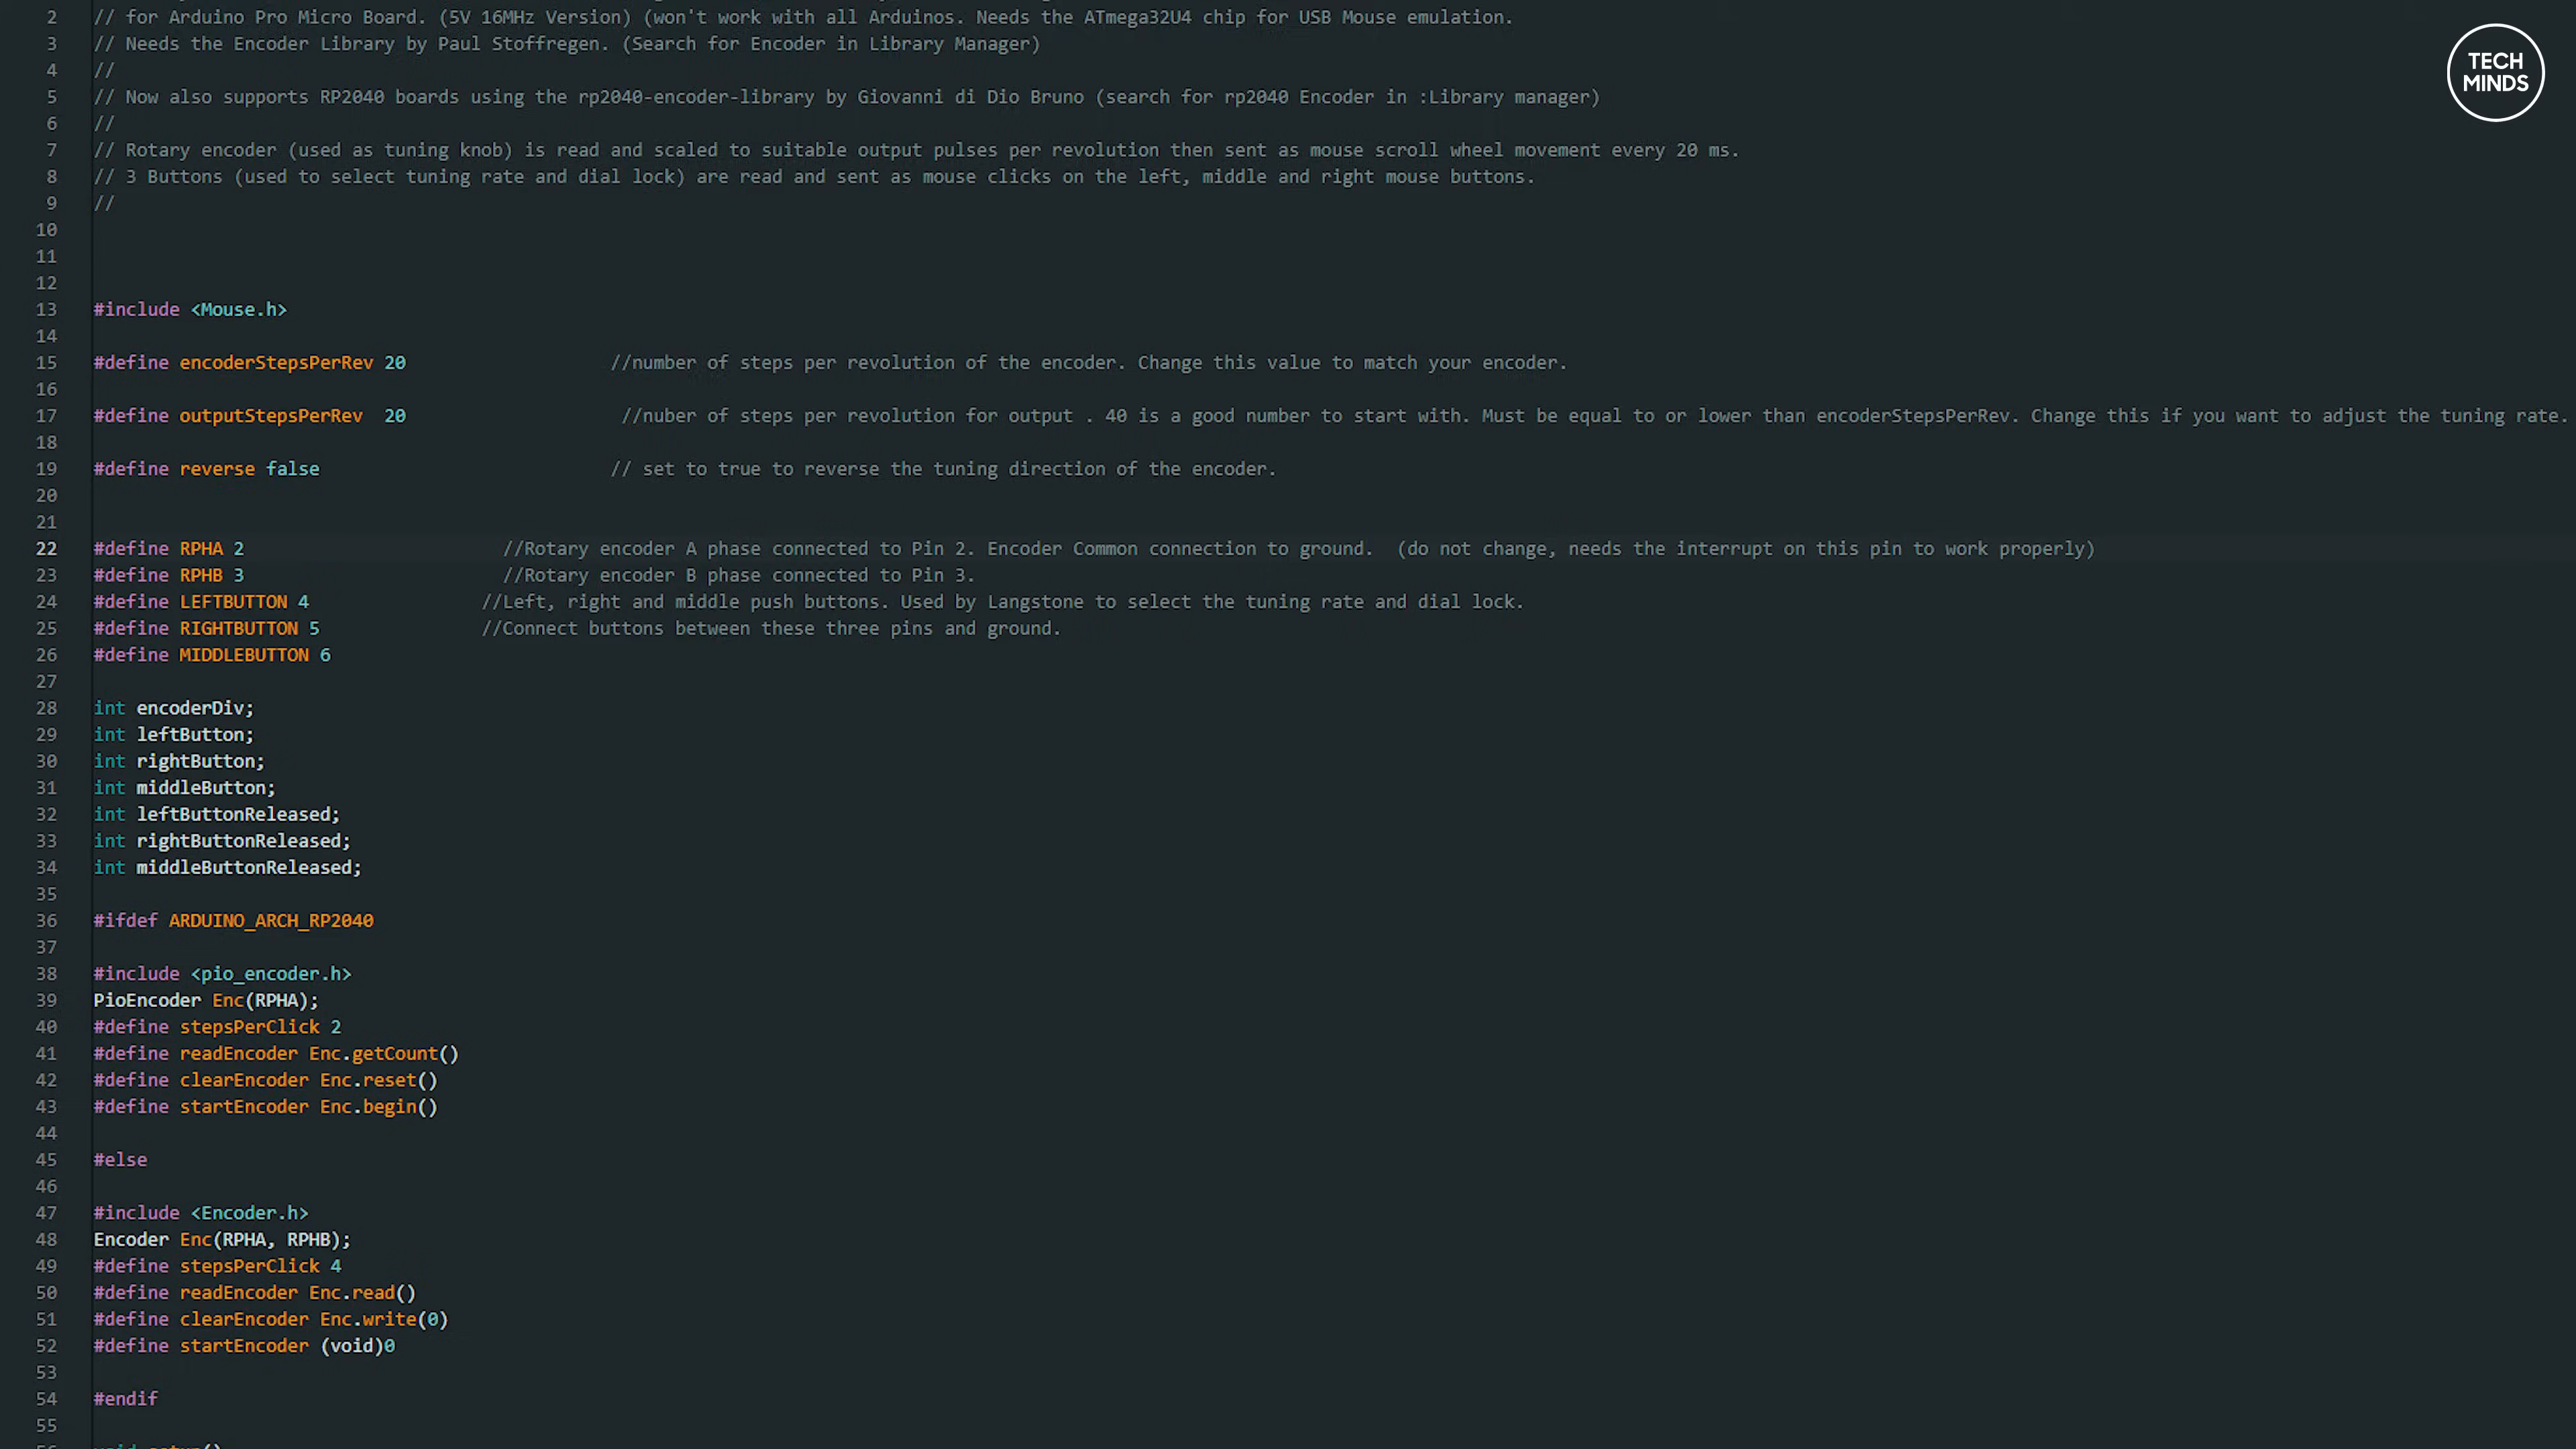 2 // for Arduino Pro Micro Board. (5V 16MHz Version) (won't work with all Arduinos. Needs the ATmega32U4 chip for USB Mouse emulation.
3 // Needs the Encoder Library by Paul Stoffregen. (Search for Encoder in Library Manager)
4 //
5 // Now also supports RP2040 boards using the rp2040-encoder-library by Giovanni di Dio Bruno (search for rp2040 Encoder in :Library manager)
6 //
7 // Rotary encoder (used as tuning knob) is read and scaled to suitable output pulses per revolution then sent as mouse scroll wheel movement every 20 ms.
8 // 3 Buttons (used to select tuning rate and dial lock) are read and sent as mouse clicks on the left, middle and right mouse buttons.
9 //
10
11
12
13 #include <Mouse.h>
14
15 #define encoderStepsPerRev 20 //number of steps per revolution of the encoder. Change this value to match your encoder.
16
17 #define outputStepsPerRev 20 //nuber of steps per revolution for output . 40 is a good number to start with. Must be equal to or lower than encoderStepsPerRev. Change this if you want to adjust the tuning rate.
18
19 #define reverse false // set to true to reverse the tuning direction of the encoder.
20
21
22 #define RPHA 2 //Rotary encoder A phase connected to Pin 2. Encoder Common connection to ground. (do not change, needs the interrupt on this pin to work properly)
23 #define RPHB 3 //Rotary encoder B phase connected to Pin 3.
24 #define LEFTBUTTON 4 //Left, right and middle push buttons. Used by Langstone to select the tuning rate and dial lock.
25 #define RIGHTBUTTON 5 //Connect buttons between these three pins and ground.
26 #define MIDDLEBUTTON 6
27
28 int encoderDiv;
29 int leftButton;
30 int rightButton;
31 int middleButton;
32 int leftButtonReleased;
33 int rightButtonReleased;
34 int middleButtonReleased;
35
36 #ifdef ARDUINO_ARCH_RP2040
37
38 #include <pio_encoder.h>
39 PioEncoder Enc(RPHA);
40 #define stepsPerClick 2
41 #define readEncoder Enc.getCount()
42 #define clearEncoder Enc.reset()
43 #define startEncoder Enc.begin()
44
45 #else
46
47 #include <Encoder.h>
48 Encoder Enc(RPHA, RPHB);
49 #define stepsPerClick 4
50 #define readEncoder Enc.read()
51 #define clearEncoder Enc.write(0)
52 #define startEncoder (void)0
53
54 #endif
55
TECH
MINDS